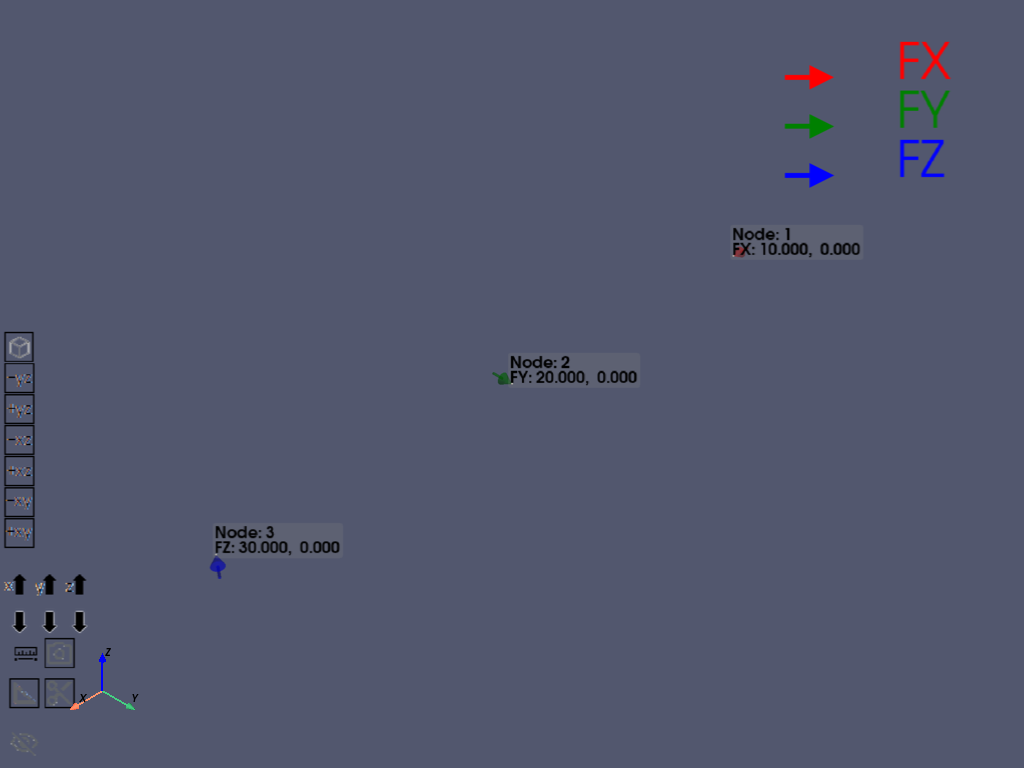 FX
FY
FZ
Node: 1
FX: 10.000, 0.000
Node: 2
FY: 20.000, 0.000
Node: 3
FZ: 30.000, 0.000
-yz
+yz
-xz
+xz
-xy
+xy
x y z
Z
X Y